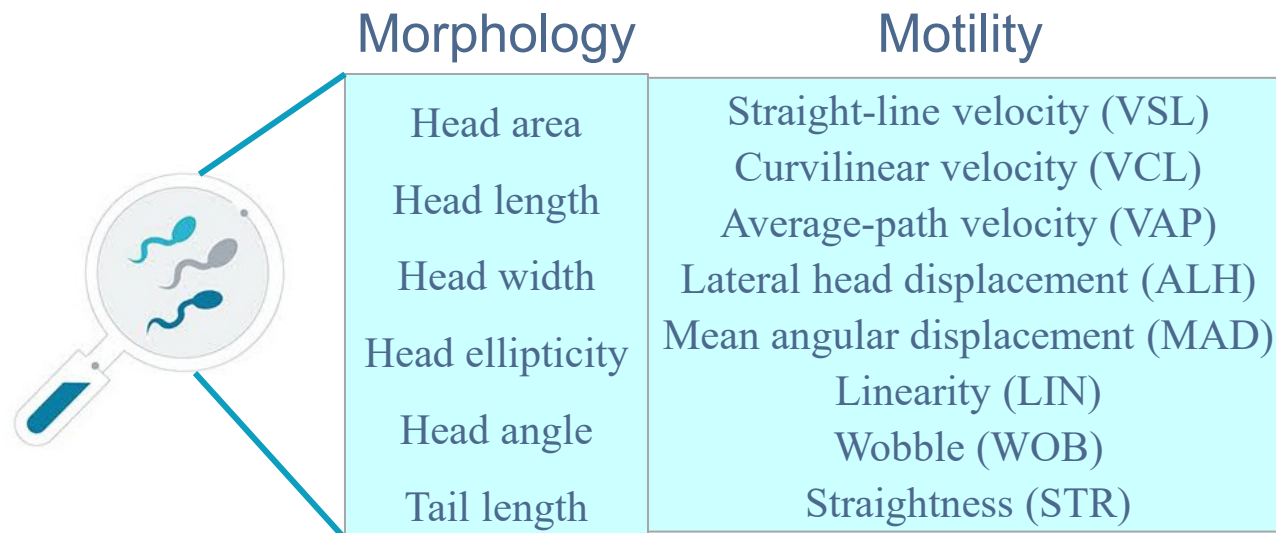 Morphology
Head area
Head length
Head width
Head ellipticity
Head angle
Tail length
Motility
Straight-line velocity (VSL)
Curvilinear velocity (VCL)
Average-path velocity (VAP)
Lateral head displacement (ALH)
Mean angular displacement (MAD)
Linearity (LIN)
Wobble (WOB)
Straightness (STR)